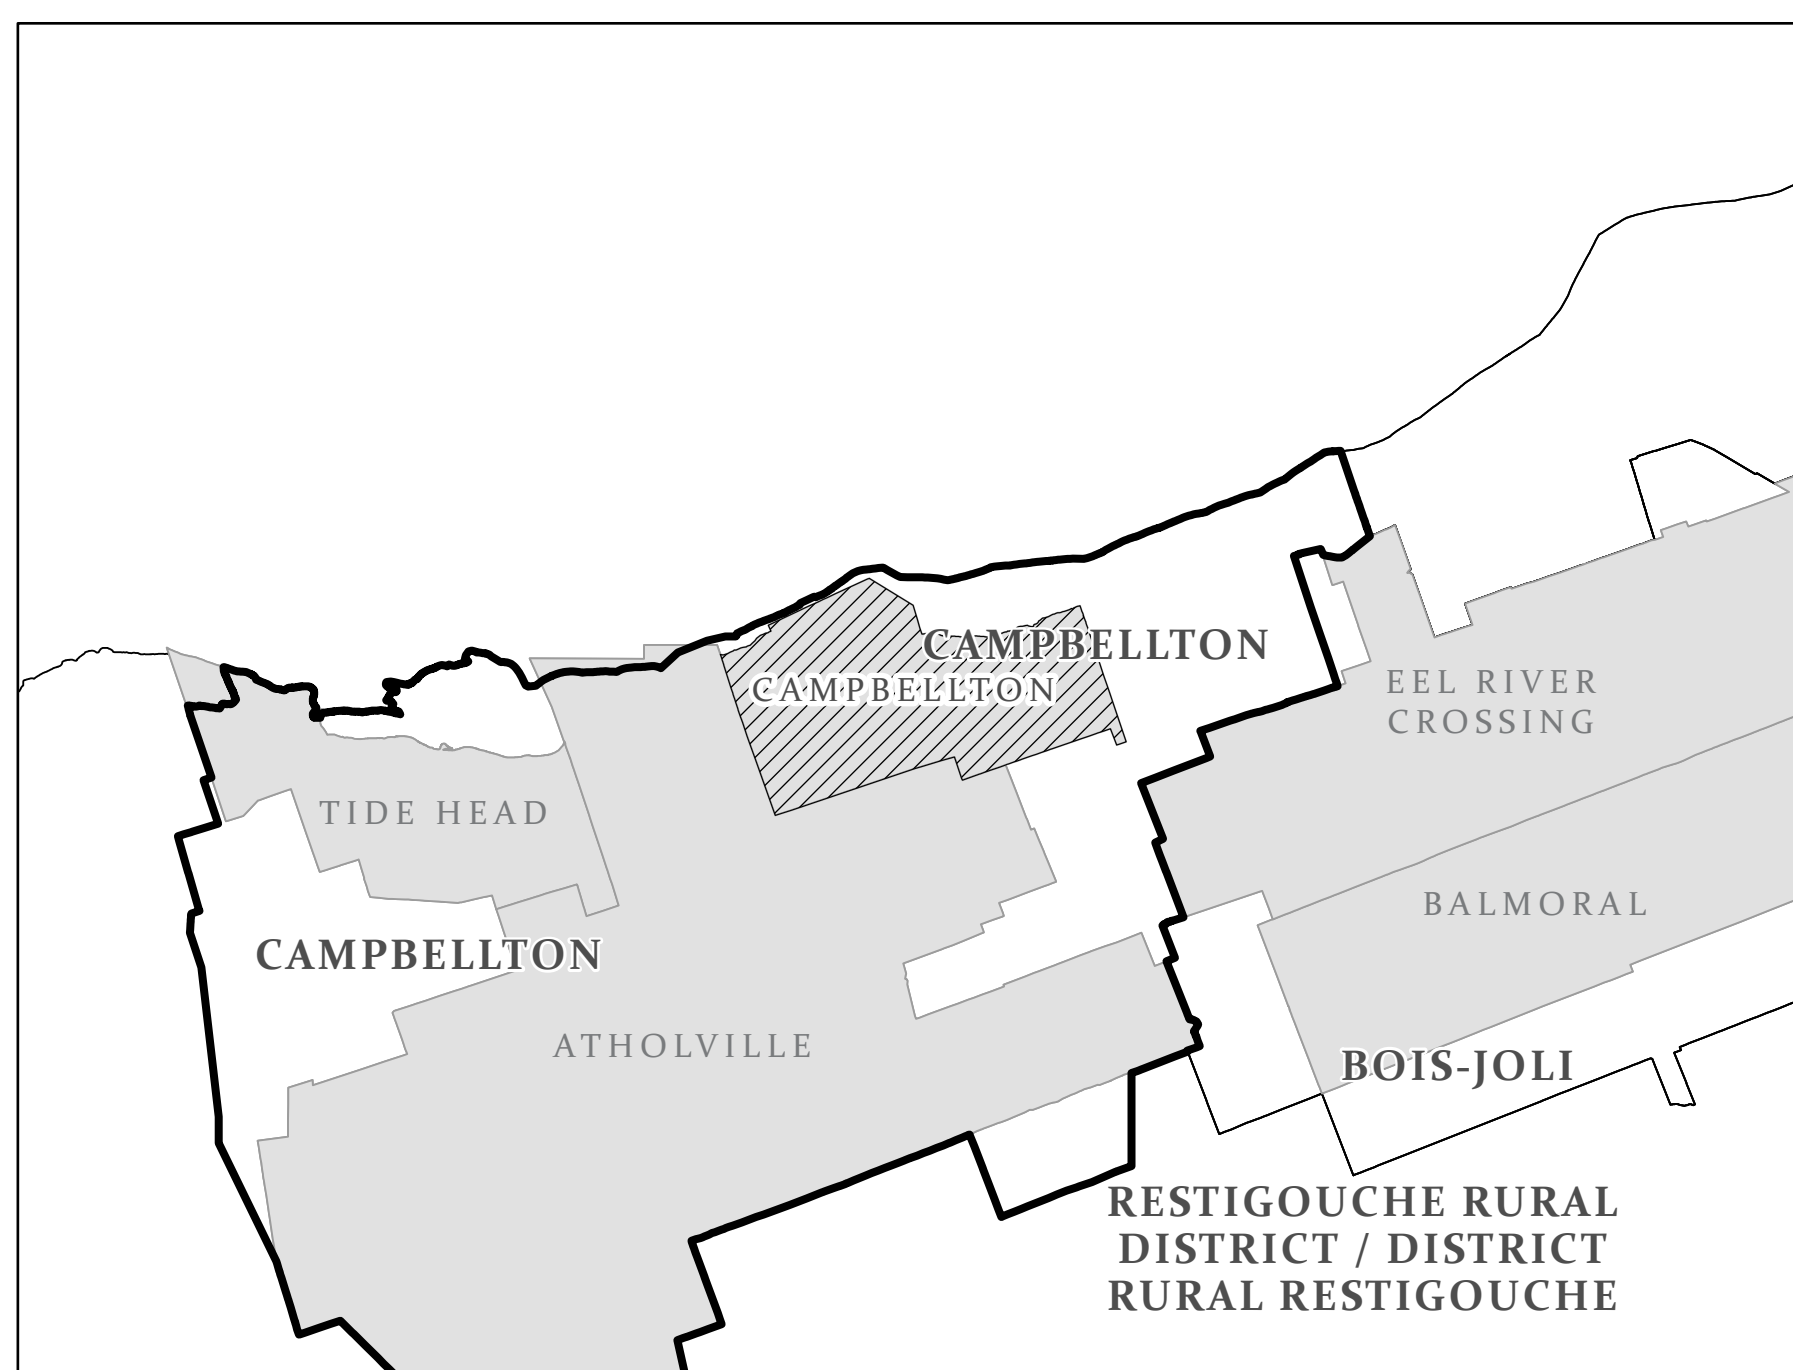 CAMPBELLTON
CAMPBELLTON
EEL RIVER
CROSSING
TIDE HEAD
BALMORAL
CAMPBELLTON
ATHOLVILLE
BOIS-JOLI
RESTIGOUCHE RURAL
DISTRICT / DISTRICT
RURAL RESTIGOUCHE